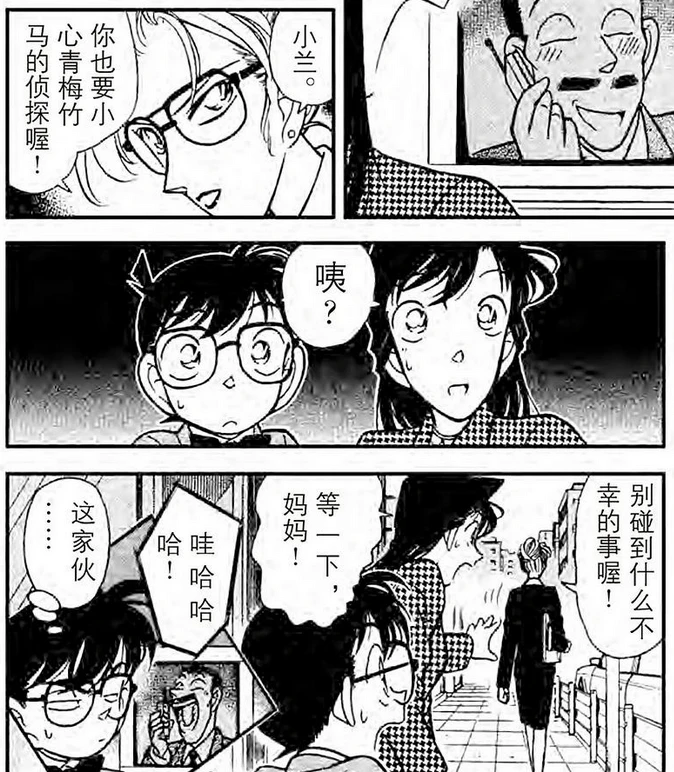 小兰。
你也要小
心青梅竹
马的侦探喔！
咦？
别碰到什么不
幸的事喔！
等一下，
妈妈！
哇哈哈
哈！
这家伙
……